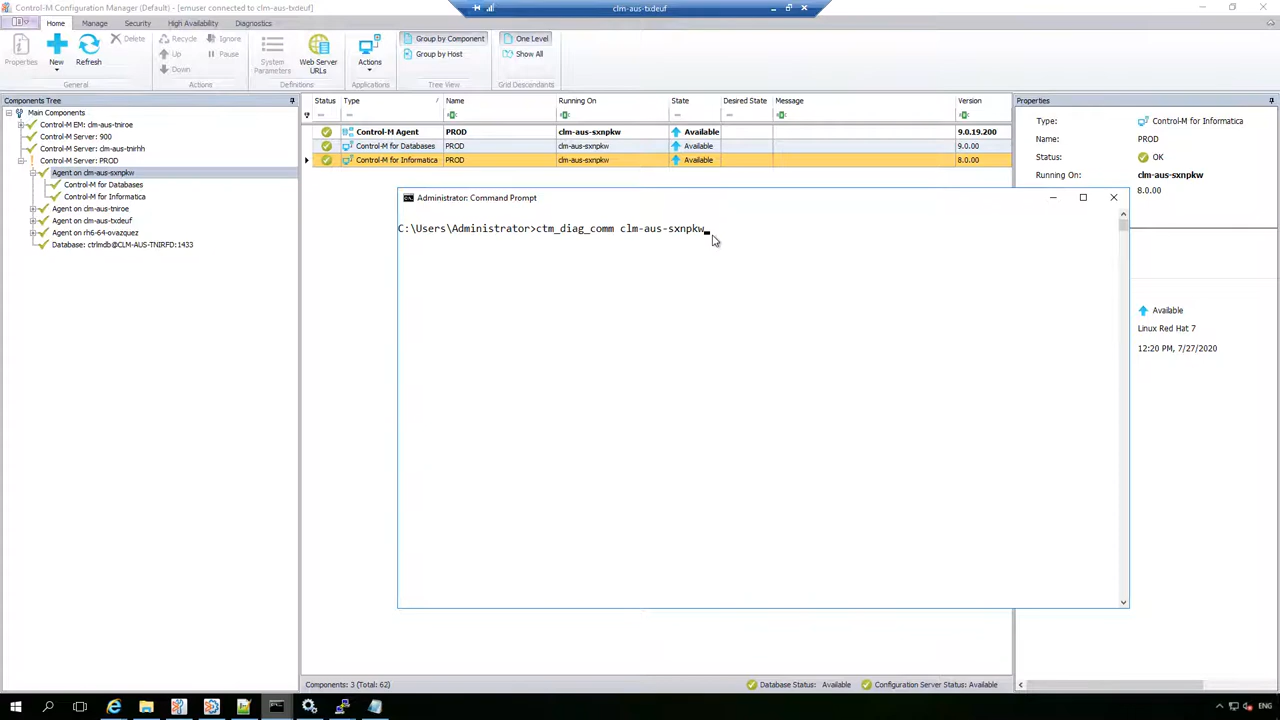 Control-M Configuration Manager (Default) - [emuser connected to clm-aus-txdeuf]
clm-aus-txdeuf
Home
Manage
Security
High Availability
Diagnostics
Properties
New
Refresh
Delete
General
Recycle
Ignore
Up
Pause
Down
Actions
System Parameters
Web Server URLs
Definitions
Actions
Applications
Group by Component
Group by Host
Tree View
One Level
Show All
Grid Descendants
Components Tree
Main Components
Control-M EM: clm-aus-tniroe
Control-M Server: 900
Control-M Server: clm-aus-tnirhh
Control-M Server: PROD
Agent on clm-aus-sxnpkw
Control-M for Databases
Control-M for Informatica
Agent on clm-aus-tniroe
Agent on clm-aus-txdeuf
Agent on rh6-64-ovazquez
Database: ctrlmdb@CLM-AUS-TNIRFD:1433
Status Type Name Running On State Desired State Message Version
Control-M Agent PROD clm-aus-sxnpkw Available 9.0.19.200
Control-M for Databases PROD clm-aus-sxnpkw Available 9.0.00
Control-M for Informatica PROD clm-aus-sxnpkw Available 8.0.00
Administrator: Command Prompt
C:\Users\Administrator>ctm_diag_comm clm-aus-sxnpkw
Properties
Type: Control-M for Informatica
Name: PROD
Status: OK
Running On: clm-aus-sxnpkw
8.0.00
Available
Linux Red Hat 7
12:20 PM, 7/27/2020
Components: 3 (Total: 62)
Database Status: Available
Configuration Server Status: Available
ENG